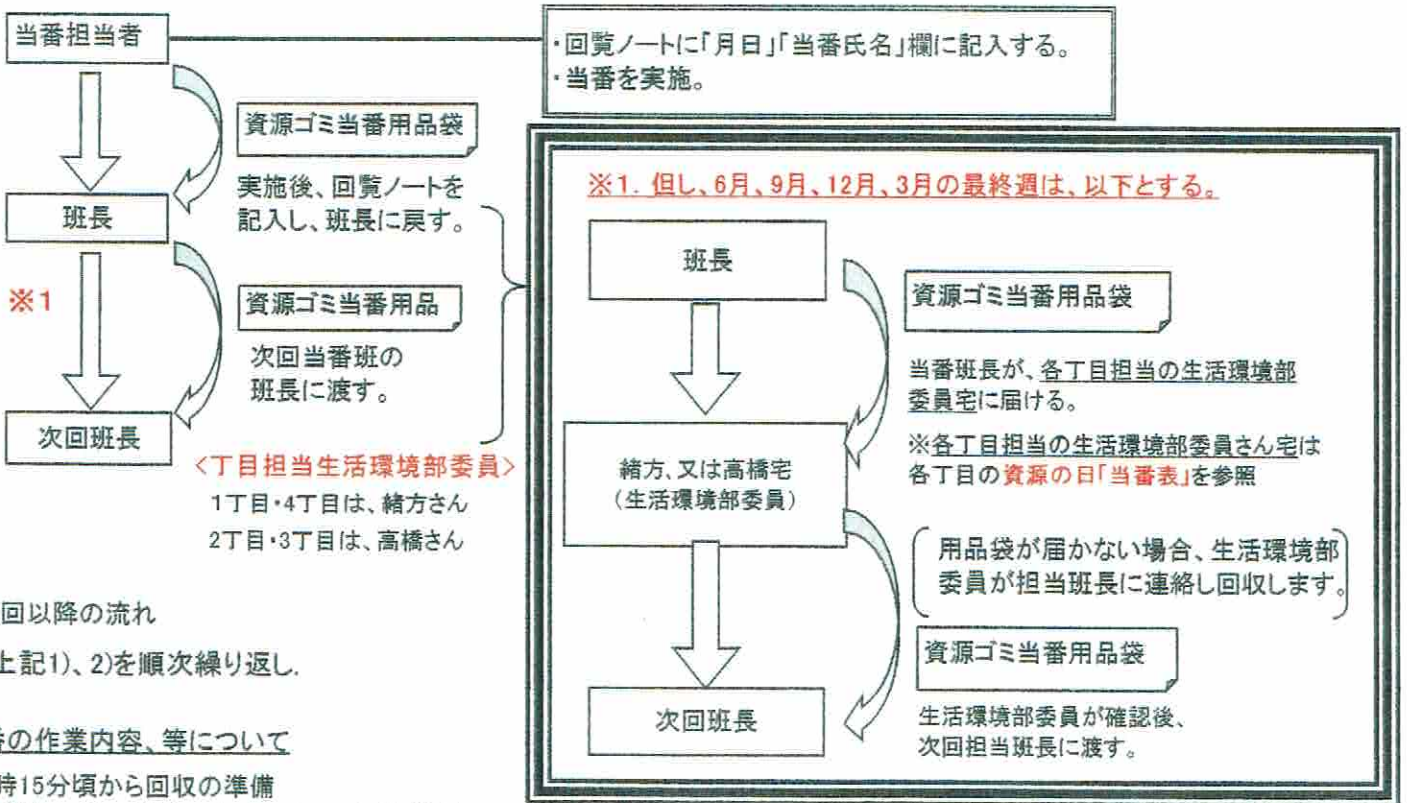 当番担当者
・回覧ノートに「月日」「当番氏名」欄に記入する。
・当番を実施。
資源ゴミ当番用品袋
実施後、回覧ノートを
記入し、班長に戻す。
班長
※1
資源ゴミ当番用品
次回当番班の
班長に渡す。
次回班長
<丁目担当生活環境部委員>
1丁目・4丁目は、緒方さん
2丁目・3丁目は、高橋さん
※1. 但し、6月、9月、12月、3月の最終週は、以下とする。
班長
資源ゴミ当番用品袋
当番班長が、各丁目担当の生活環境部
委員宅に届ける。
※各丁目担当の生活環境部委員さん宅は
各丁目の資源の日「当番表」を参照
緒方、又は高橋宅
(生活環境部委員)
用品袋が届かない場合、生活環境部
委員が担当班長に連絡し回収します。
資源ゴミ当番用品袋
生活環境部委員が確認後、
次回担当班長に渡す。
次回班長
回以降の流れ
上記1)、2)を順次繰り返し.
の作業内容、等について
時15分頃から回収の準備